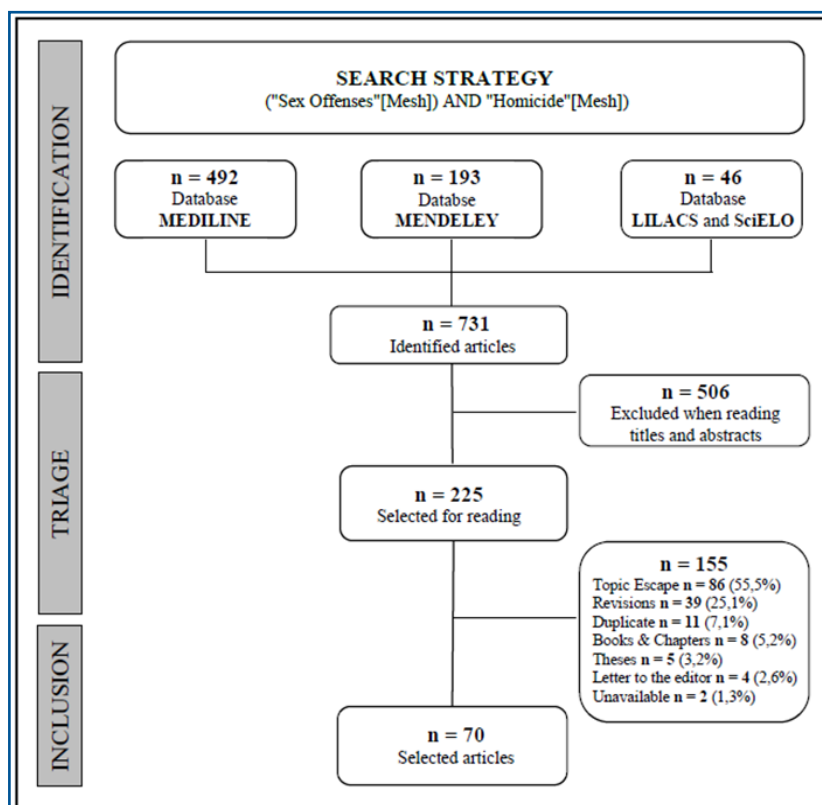 IDENTIFICATION
SEARCH STRATEGY
("Sex Offenses"[Mesh]) AND "Homicide"[Mesh])
n = 492
Database
MEDILINE
n = 193
Databse
MENDELEY
n = 46
Database
LILACS and SciELO
n = 731
Identified articles
TRIAGE
n = 506
Excluded when reading
titles and abstracts
n = 225
Selected for reading
n = 155
Topic Escape n = 86 (55,5%)
Revisions n = 39 (25,1%)
Duplicate n = 11 (7,1%)
Books & Chapters n = 8 (5,2%)
Theses n = 5 (3,2%)
Letter to the editor n = 4 (2,6%)
Unavailable n = 2 (1,3%)
INCLUSION
n = 70
Selected articles